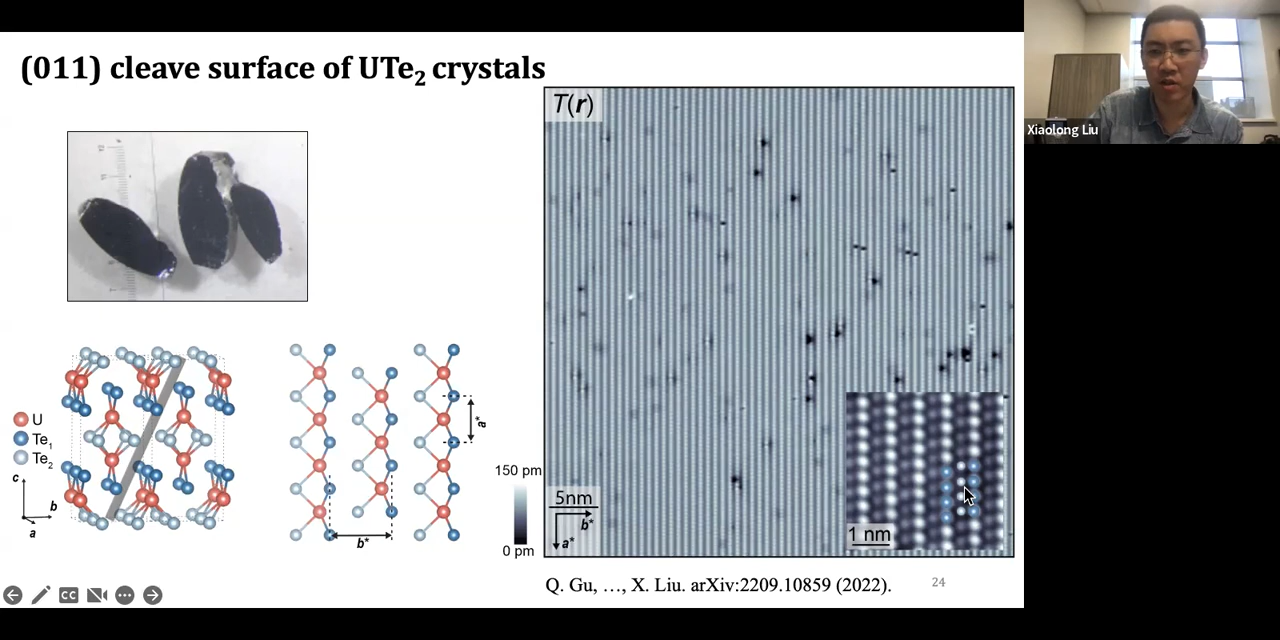 (011) cleave surface of UTe₂ crystals
T(r)
Xiaolong Liu
U
Te₁
Te₂
c
b
a
a*
b*
150 pm
0 pm
5nm
b*
a*
1 nm
Q. Gu, …, X. Liu. arXiv:2209.10859 (2022).
24
CC